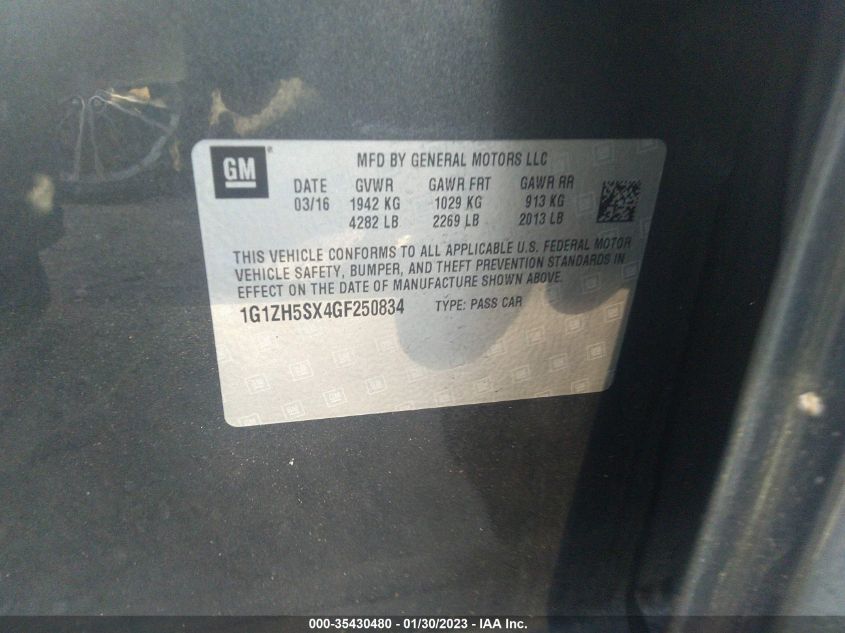 GM ®
MFD BY GENERAL MOTORS LLC
DATE GVWR GAWR FRT GAWR RR
03/16 1942 KG 1029 KG 913 KG
4282 LB 2269 LB 2013 LB
THIS VEHICLE CONFORMS TO ALL APPLICABLE U.S. FEDERAL MOTOR
VEHICLE SAFETY, BUMPER, AND THEFT PREVENTION STANDARDS IN
EFFECT ON THE DATE OF MANUFACTURE SHOWN ABOVE.
1G1ZH5SX4GF250834 TYPE: PASS CAR
000-35430480 - 01/30/2023 - IAA Inc.